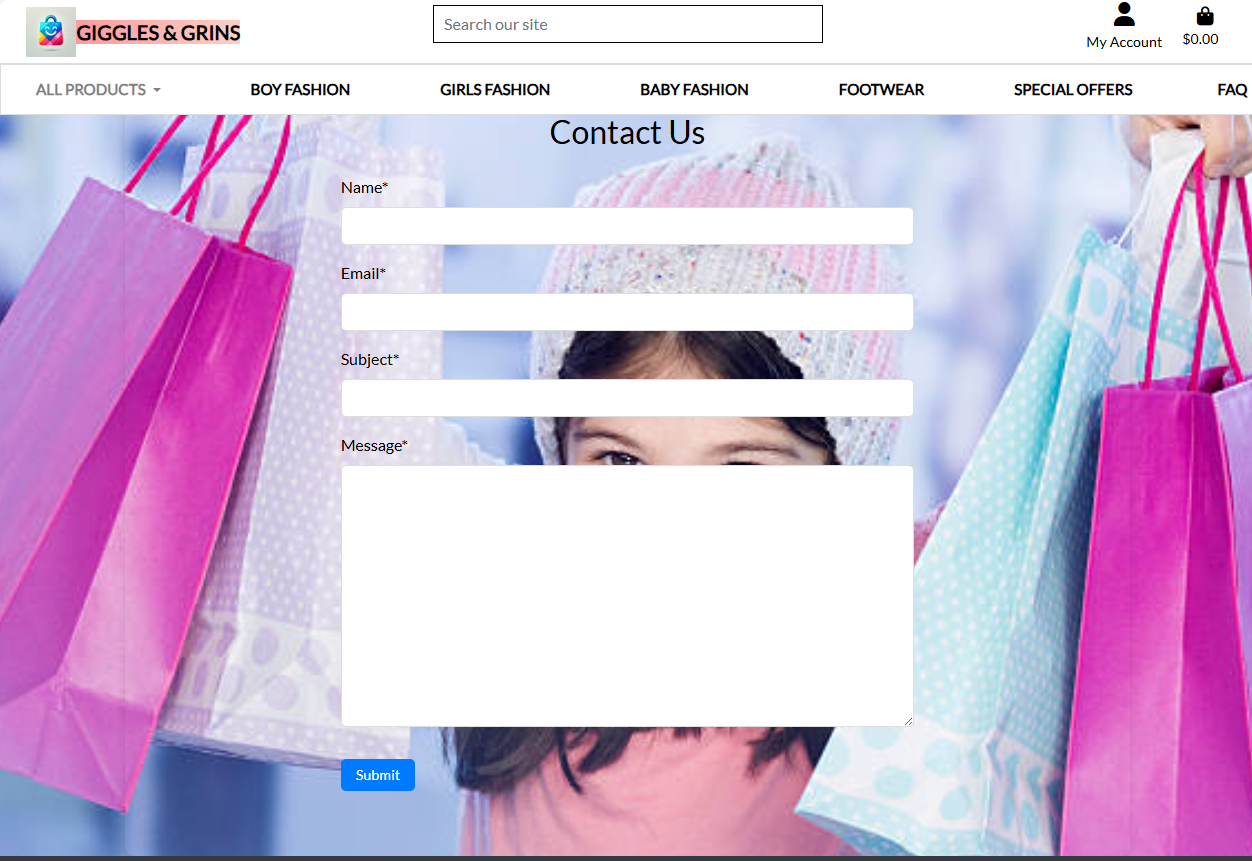 GIGGLES & GRINS
Search our site
My Account
$0.00
ALL PRODUCTS
BOY FASHION
GIRLS FASHION
BABY FASHION
FOOTWEAR
SPECIAL OFFERS
FAQ
Contact Us
Name*
Email*
Subject*
Message*
Submit